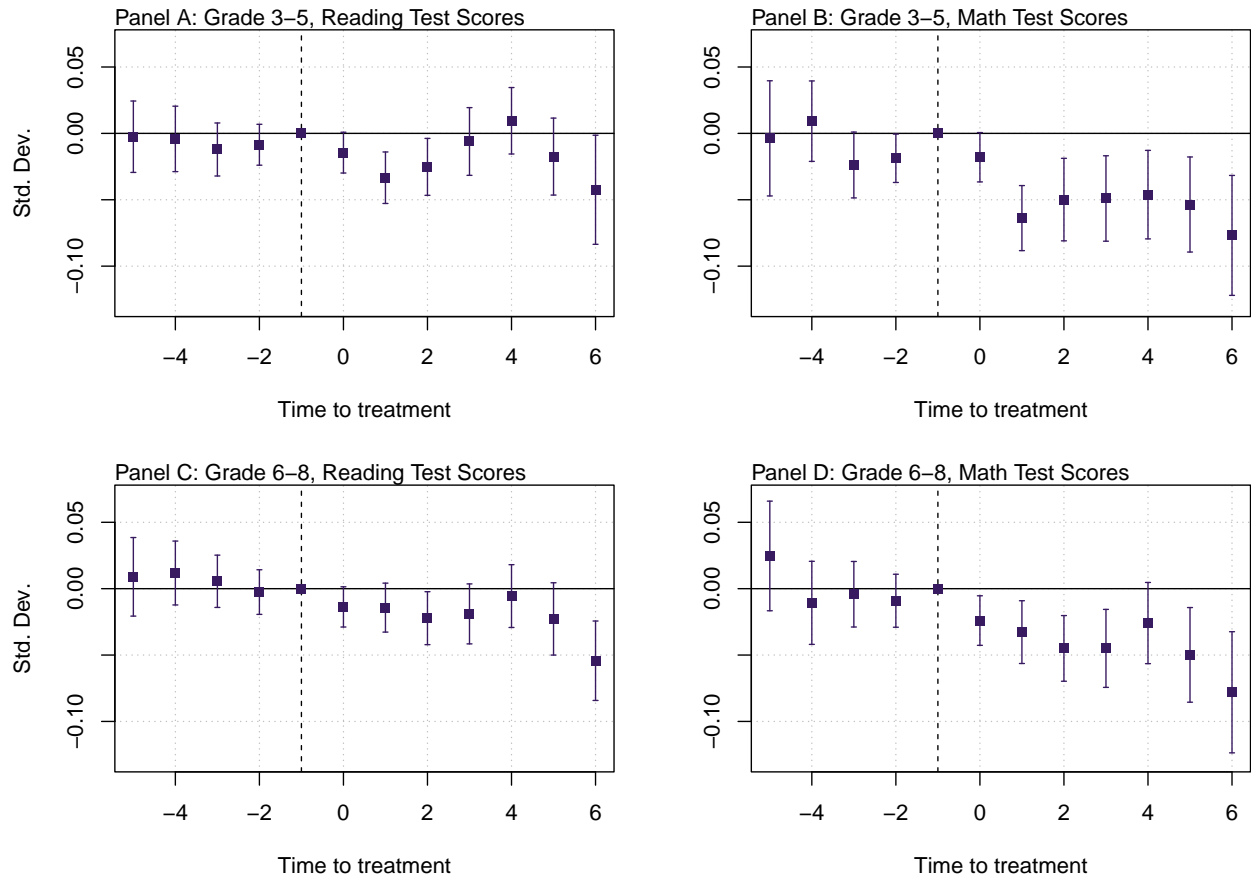 Panel A: Grade 3−5, Reading Test Scores
Std. Dev.
0.05
0.00
−0.10
−4 −2 0 2 4 6
Time to treatment
Panel B: Grade 3−5, Math Test Scores
0.05
0.00
−0.10
−4 −2 0 2 4 6
Time to treatment
Panel C: Grade 6−8, Reading Test Scores
Std. Dev.
0.05
0.00
−0.10
−4 −2 0 2 4 6
Time to treatment
Panel D: Grade 6−8, Math Test Scores
0.05
0.00
−0.10
−4 −2 0 2 4 6
Time to treatment